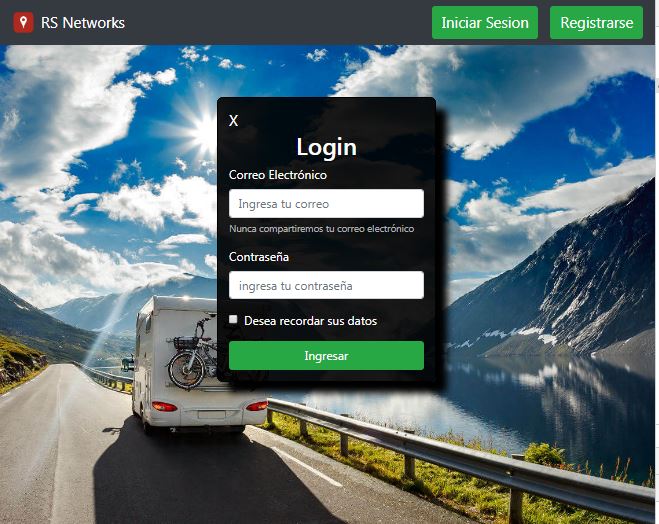 RS Networks
Iniciar Sesion
Registrarse
X
Login
Correo Electrónico
Ingresa tu correo
Nunca compartiremos tu correo electrónico
Contraseña
ingresa tu contraseña
Desea recordar sus datos
Ingresar